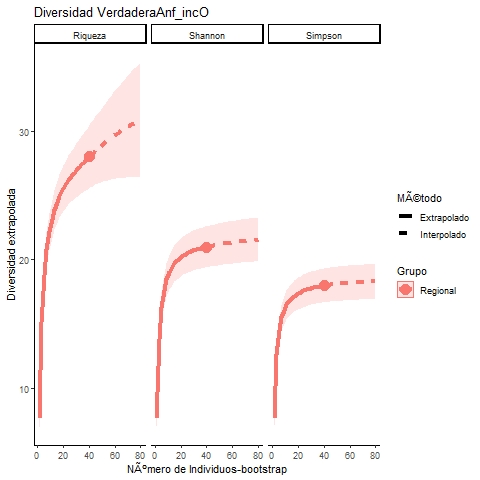 Diversidad VerdaderaAnf_incO
Riqueza Shannon Simpson
Diversidad extrapolada
30
20
10
0 20 40 60 80 0 20 40 60 80 0 20 40 60 80
NÃºmero de Individuos-bootstrap
MÃ©todo
Extrapolado
Interpolado
Grupo
Regional